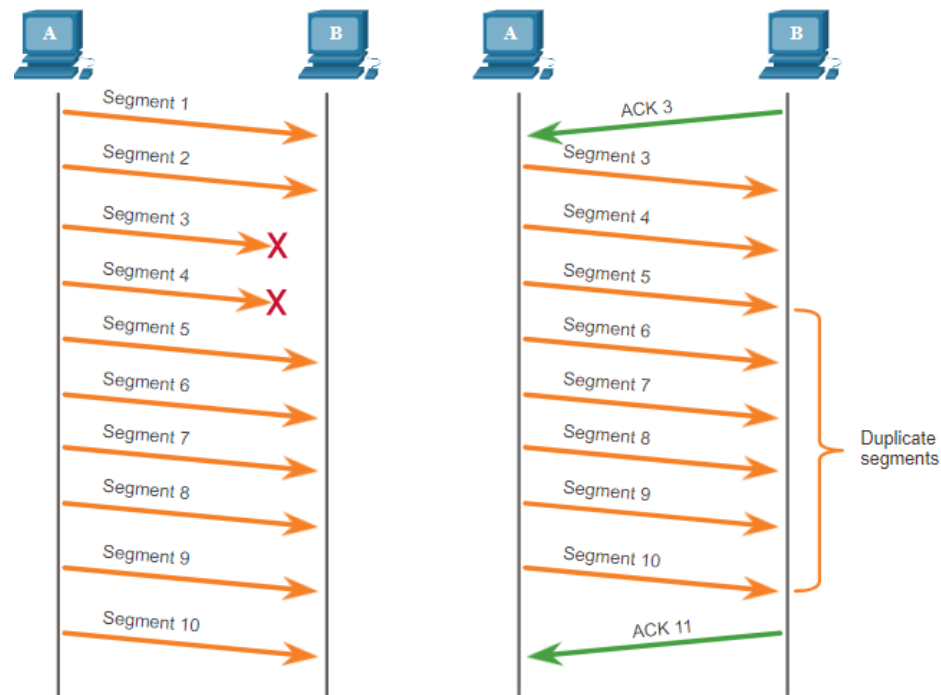 A
B
Segment 1
Segment 2
Segment 3
X
Segment 4
X
Segment 5
Segment 6
Segment 7
Segment 8
Segment 9
Segment 10
A
B
ACK 3
Segment 3
Segment 4
Segment 5
Segment 6
Segment 7
Segment 8
Segment 9
Segment 10
ACK 11
Duplicate
segments